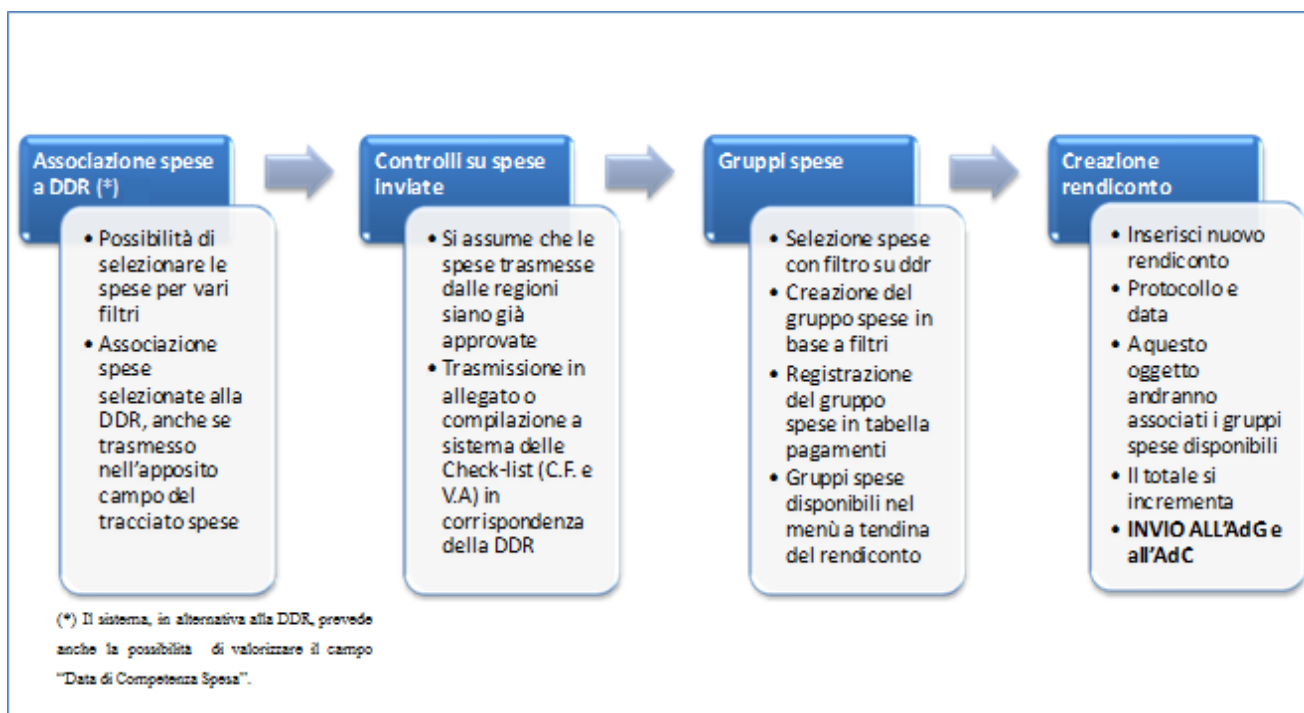 Associazione spese
a DDR (*)
• Possibilità di
selezionare le
spese per vari
filtri
• Associazione
spese
selezionate alla
DDR, anche se
trasmesso
nell'apposito
campo del
tracciato spese
Controlli su spese
inviate
• Si assume che le
spese trasmesse
dalle regioni
siano già
approvate
• Trasmissione in
allegato o
compilazione a
sistema delle
Check-list (C.F. e
V.A) in
corrispondenza
della DDR
Gruppi spese
• Selezione spese
con filtro su ddr
• Creazione del
gruppo spese in
base a filtri
• Registrazione
del gruppo
spese in tabella
pagamenti
• Gruppi spese
disponibili nel
menù a tendina
del rendiconto
Creazione
rendiconto
• Inserisci nuovo
rendiconto
• Protocollo e
data
• A questo
oggetto
andranno
associati i gruppi
spese disponibili
• Il totale si
incrementa
• INVIO ALL'AdG e
all'AdC
(*) Il sistema, in alternativa alla DDR, prevede
anche la possibilità di valorizzare il campo
"Data di Competenza Spesa".